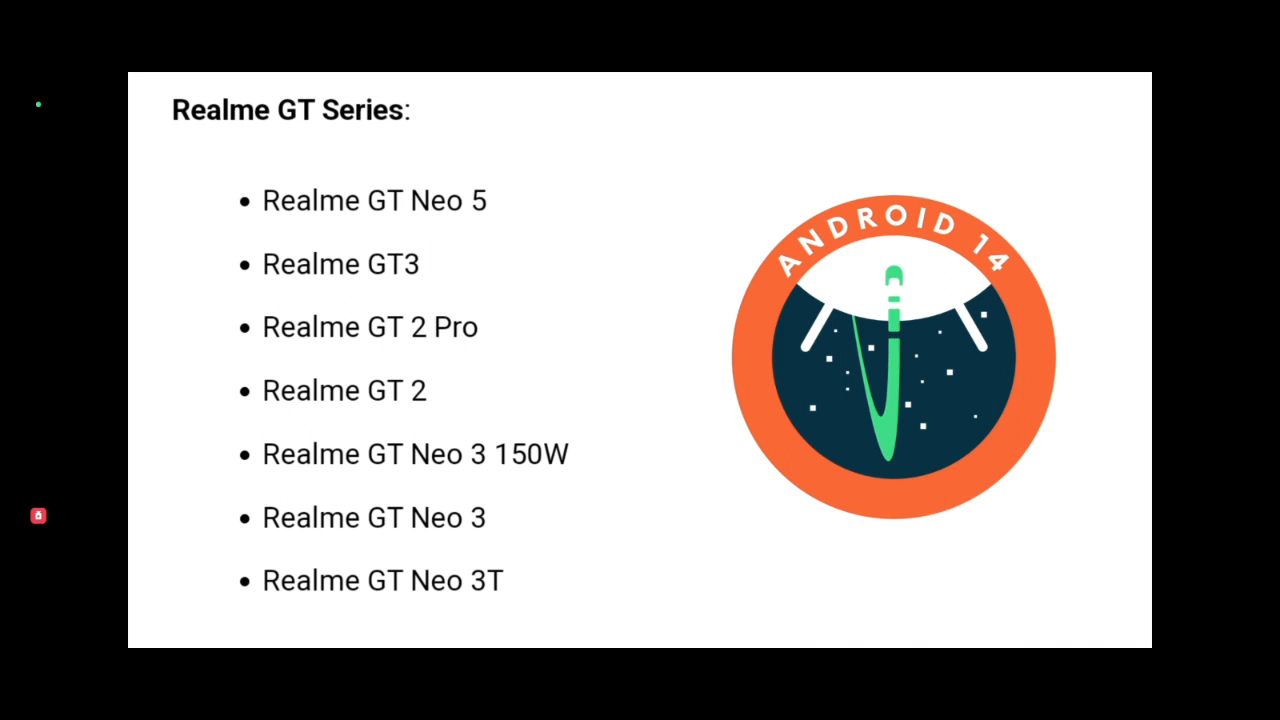 Realme GT Series:
Realme GT Neo 5
Realme GT3
Realme GT 2 Pro
Realme GT 2
Realme GT Neo 3 150W
Realme GT Neo 3
Realme GT Neo 3T
ANDROID 14